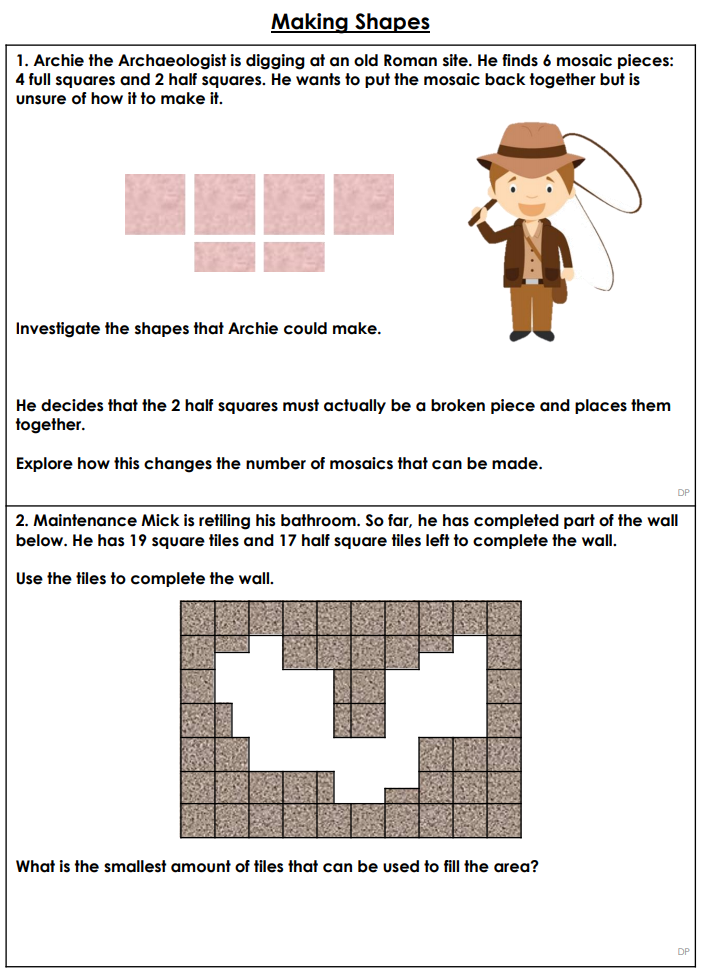 Making Shapes
1. Archie the Archaeologist is digging at an old Roman site. He finds 6 mosaic pieces:
4 full squares and 2 half squares. He wants to put the mosaic back together but is
unsure of how it to make it.
Investigate the shapes that Archie could make.
He decides that the 2 half squares must actually be a broken piece and places them
together.
Explore how this changes the number of mosaics that can be made.
DP
2. Maintenance Mick is retiling his bathroom. So far, he has completed part of the wall
below. He has 19 square tiles and 17 half square tiles left to complete the wall.
Use the tiles to complete the wall.
What is the smallest amount of tiles that can be used to fill the area?
DP